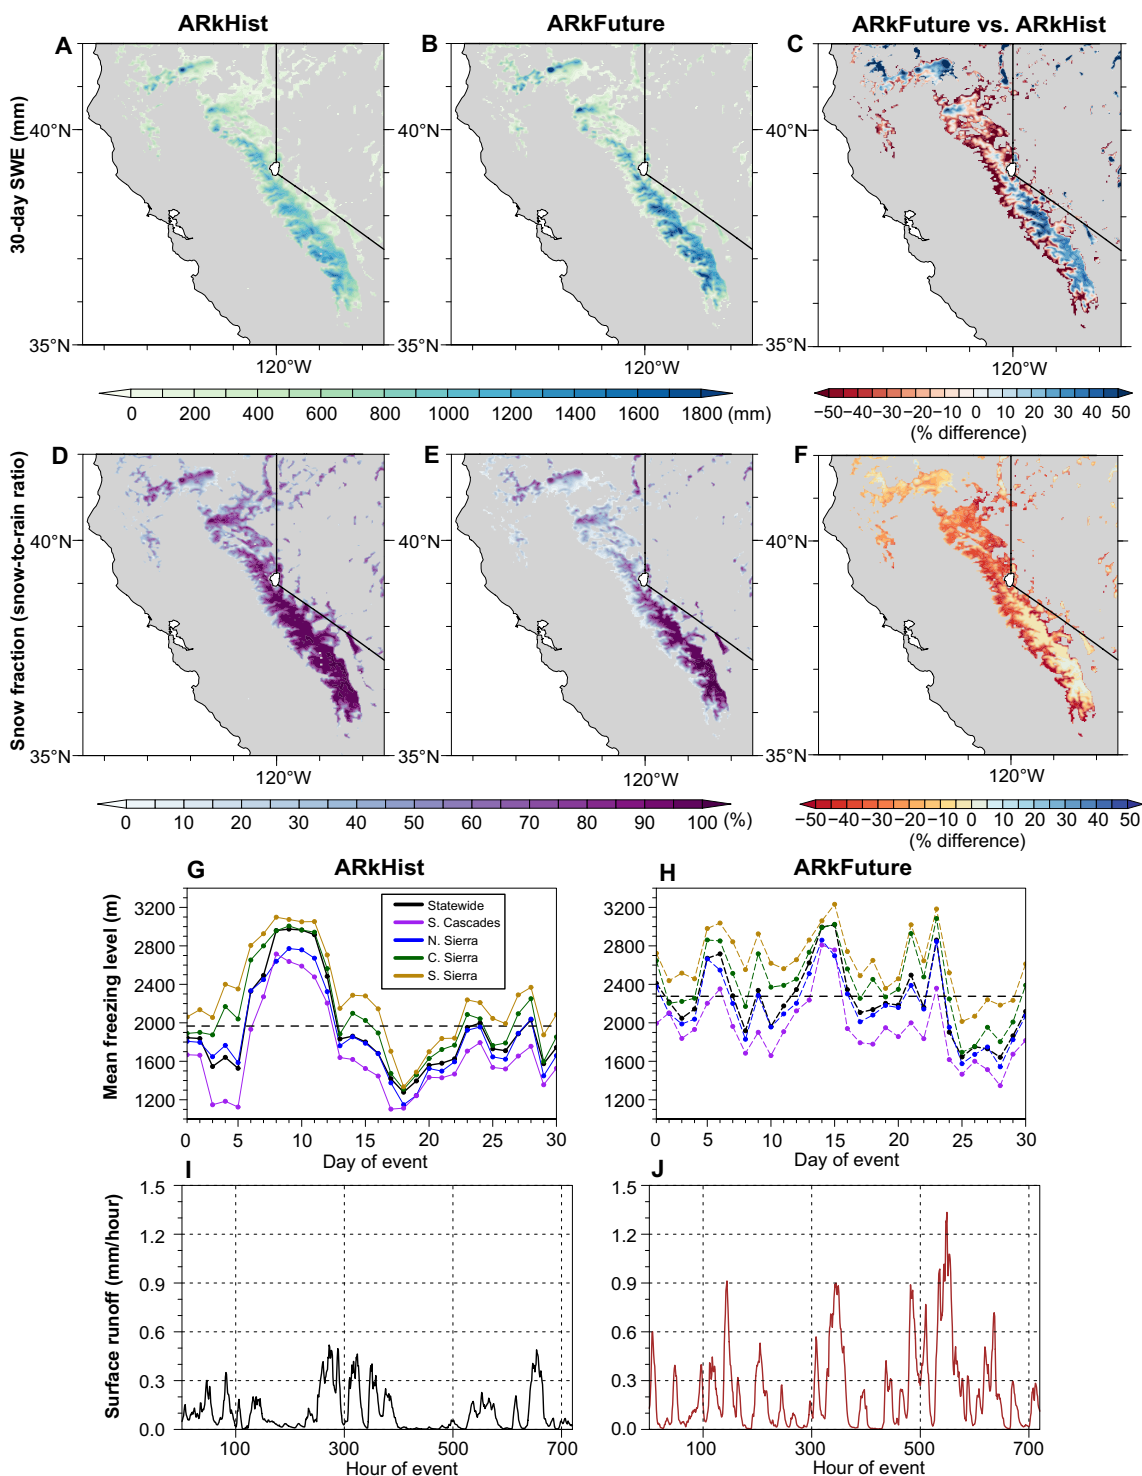 ARkHist
ARkFuture
ARkFuture vs. ARkHist
A
B
C
30-day SWE (mm)
40°N
40°N
35°N
35°N
35°N
120°W
120°W
120°W
0 200 400 600 800 1000 1200 1400 1600 1800 (mm)
−50 −40 −30 −20 −10 0 10 20 30 40 50
(% difference)
D
E
F
Snow fraction (snow-to-rain ratio)
40°N
40°N
35°N
35°N
120°W
120°W
120°W
0 10 20 30 40 50 60 70 80 90 100 (%)
−50 −40 −30 −20 −10 0 10 20 30 40 50
(% difference)
G
ARkHist
H
ARkFuture
Mean freezing level (m)
3200
2800
2400
2000
1600
1200
Statewide
S. Cascades
N. Sierra
C. Sierra
S. Sierra
3200
2800
2400
2000
1600
1200
0 5 10 15 20 25 30
Day of event
0 5 10 15 20 25 30
Day of event
I
J
Surface runoff (mm/hour)
1.5
1.2
0.9
0.6
0.3
0.0
1.5
1.2
0.9
0.6
0.3
0.0
100 300 500 700
Hour of event
100 300 500 700
Hour of event